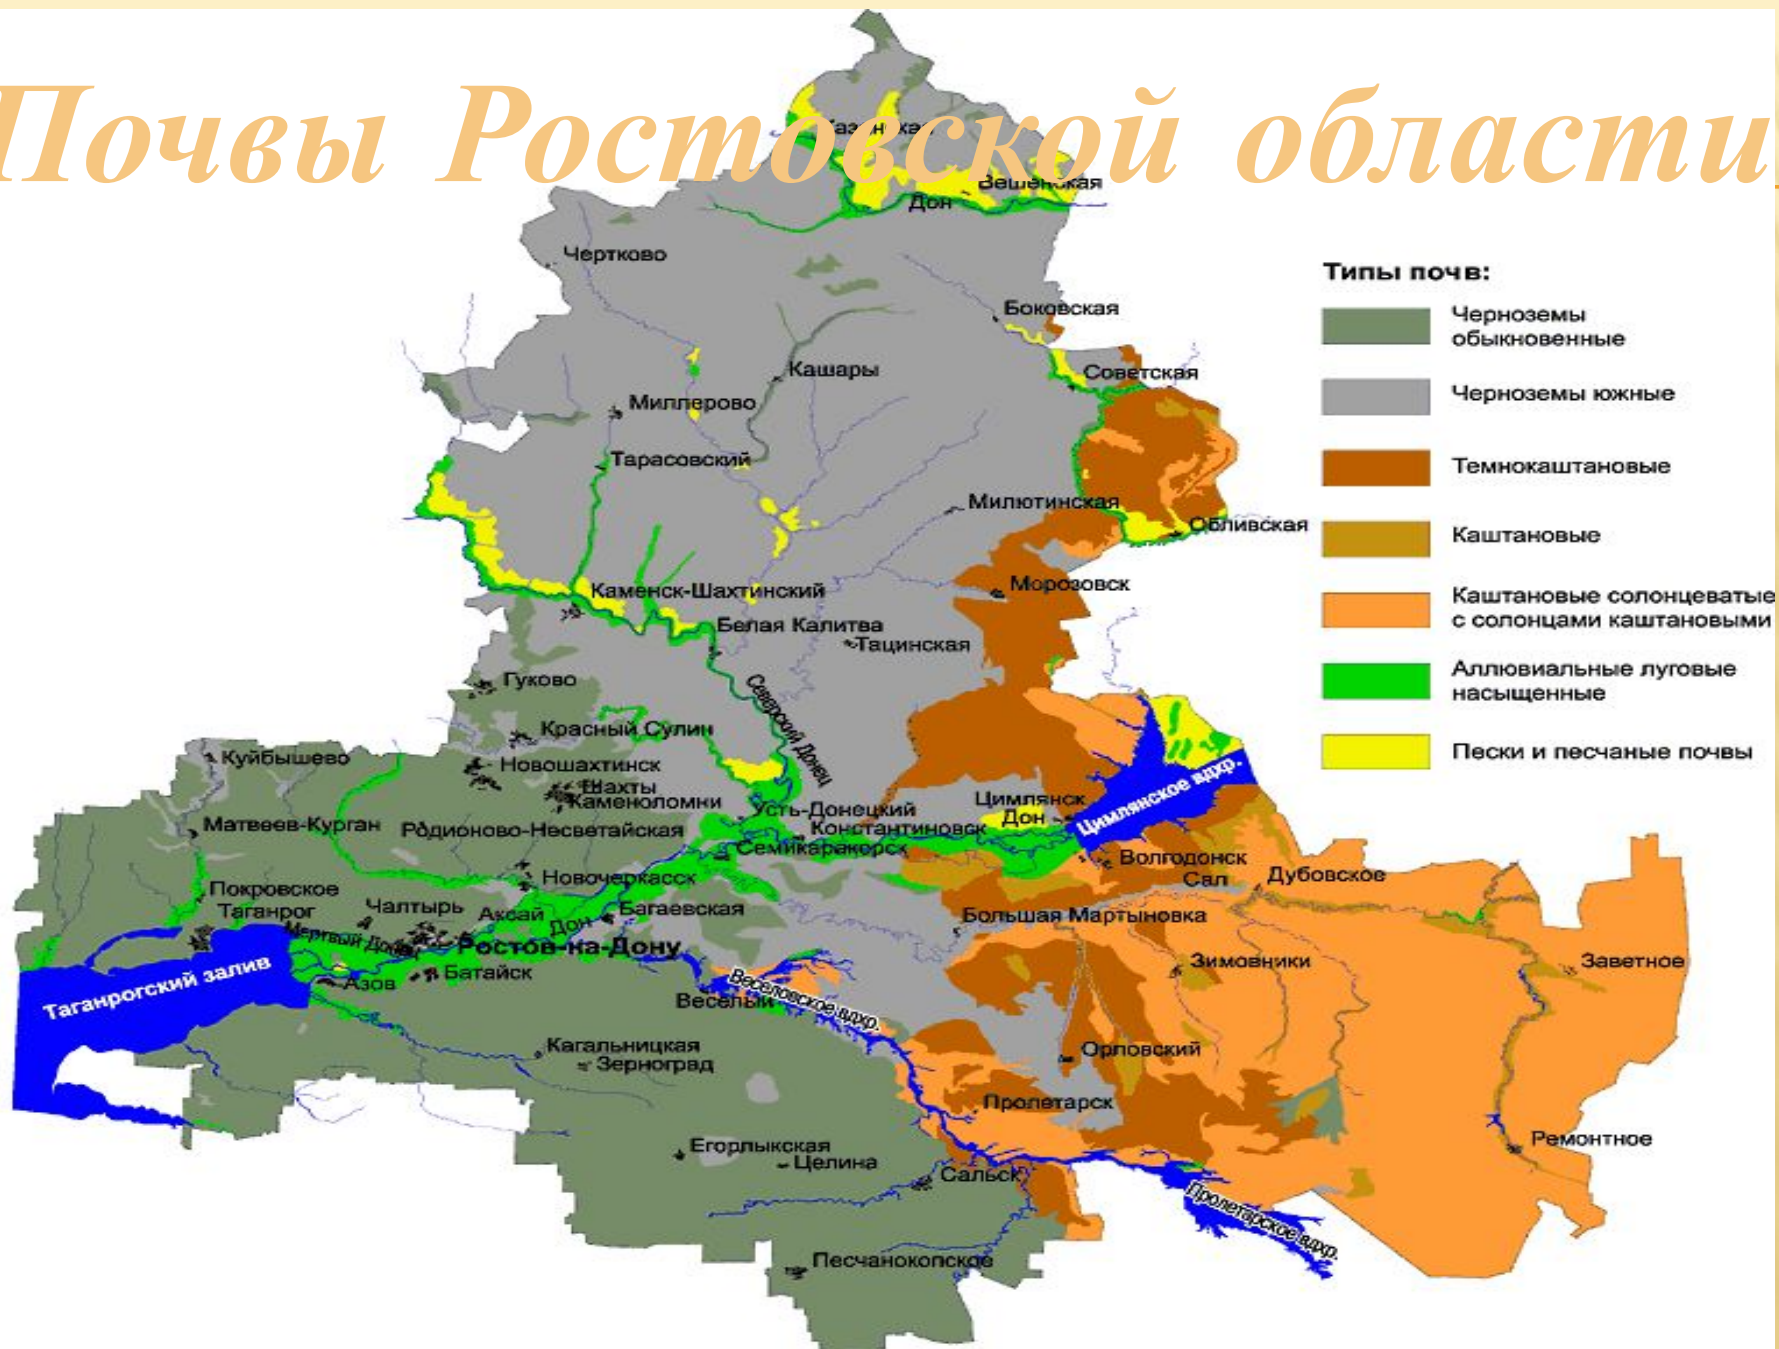 Почвы Ростовской области
Казанская
Вешенская
Дон
Чертково
Боковская
Кашары
Советская
Миллерово
Тарасовский
Милютинская
Обливская
Каменск-Шахтинский
Морозовск
Белая Калитва
Тацинская
Гуково
Северский Донец
Красный Сулин
Куйбышево
Новошахтинск
Шахты
Каменоломни
Усть-Донецкий
Цимлянск
Дон
Цимлянское вдхр.
Матвеев-Курган
Родионово-Несветайская
Константиновск
Семикаракорск
Волгодонск
Сал
Дубовское
Новочеркасск
Покровское
Таганрог
Чалтырь
Аксай
Дон
Багаевская
Большая Мартыновка
Мертвый Донец
Ростов-на-Дону
Таганрогский залив
Азов
Батайск
Зимовники
Заветное
Веселый
Веселовское вдхр.
Кагальницкая
Зерноград
Орловский
Пролетарск
Егорлыкская
Целина
Сальск
Ремонтное
Пролетарское вдхр.
Песчанокопское
Типы почв:
Черноземы
обыкновенные
Черноземы южные
Темнокаштановые
Каштановые
Каштановые солонцеватые
с солонцами каштановыми
Аллювиальные луговые
насыщенные
Пески и песчаные почвы